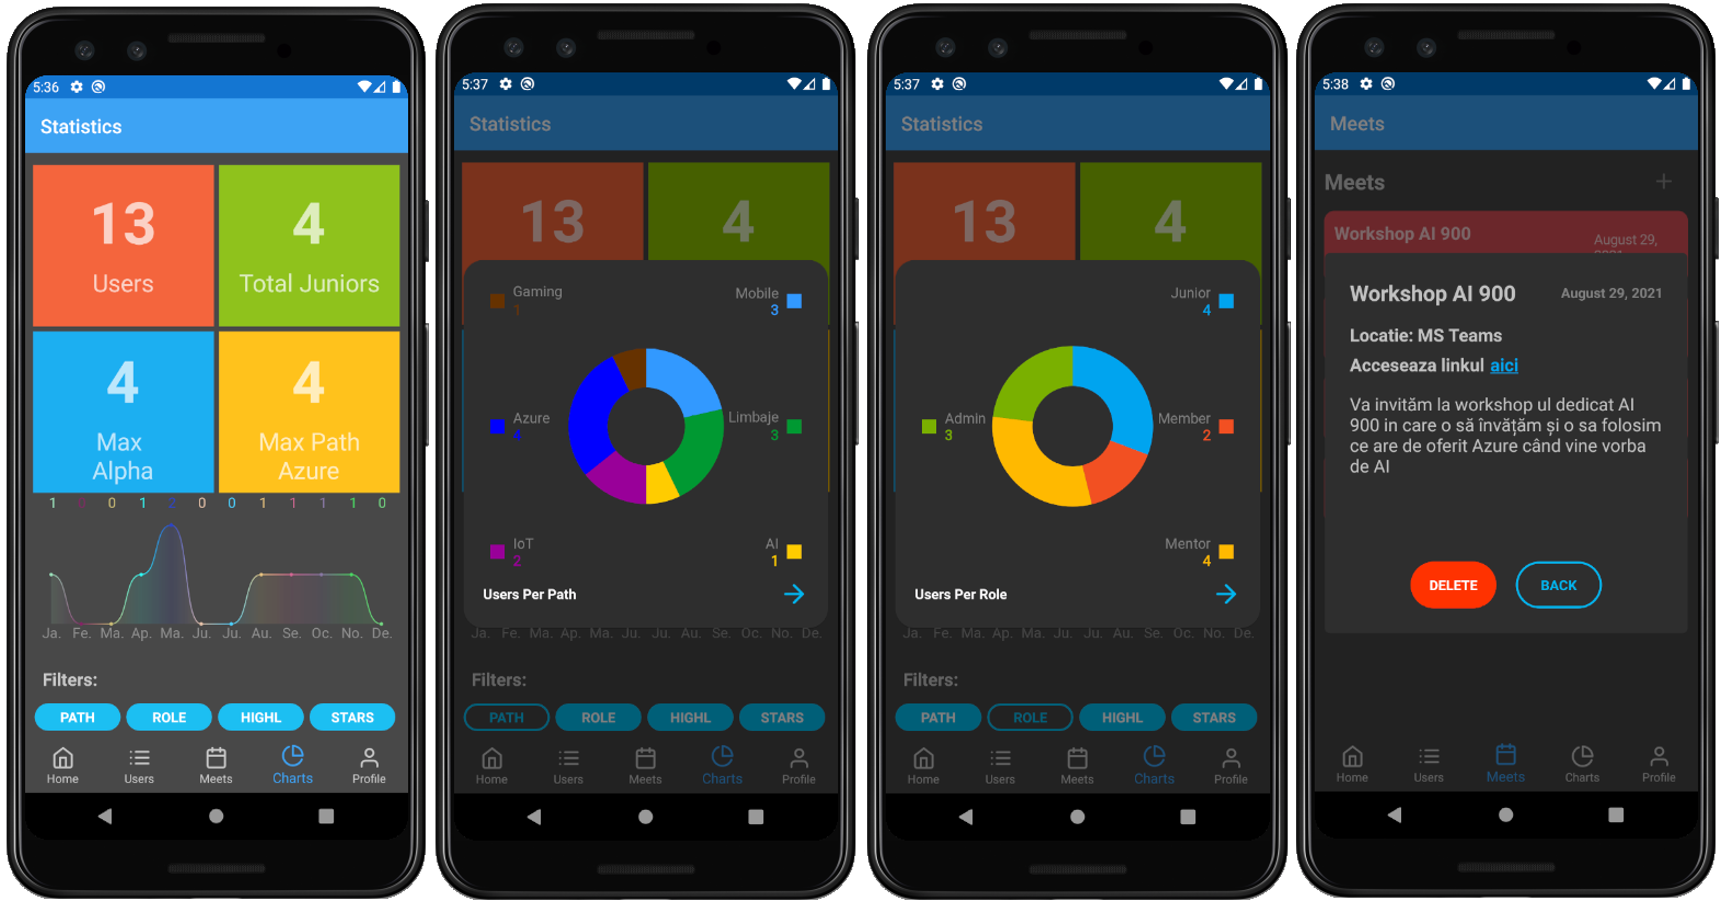 5:36
Statistics
13
Users
4
Total Juniors
4
Max
Alpha
4
Max Path
Azure
1 0 1 2 0 0 1 1 1 1 0
Ja. Fe. Ma. Ap. Ma. Ju. Ju. Au. Se. Oc. No. De.
Filters:
PATH ROLE HIGHL STARS
Home Users Meets Charts Profile
5:37
Statistics
13
4
Gaming
1
Mobile
3
Azure
4
Limbaje
3
IoT
2
AI
1
Users Per Path
Ja. Fe. Ma. Ap. Ma. Ju. Ju. Au. Se. Oc. No. De.
Filters:
PATH ROLE HIGHL STARS
Home Users Meets Charts Profile
5:37
Statistics
13
4
Junior
4
Admin
3
Member
2
Mentor
4
Users Per Role
Ja. Fe. Ma. Ap. Ma. Ju. Ju. Au. Se. Oc. No. De.
Filters:
PATH ROLE HIGHL STARS
Home Users Meets Charts Profile
5:38
Meets
Meets
Workshop AI 900
August 29,
Workshop AI 900
August 29, 2021
Locatie: MS Teams
Acceseaza linkul aici
Va invităm la workshop ul dedicat AI
900 in care o să învățăm și o sa folosim
ce are de oferit Azure când vine vorba
de AI
DELETE BACK
Home Users Meets Charts Profile